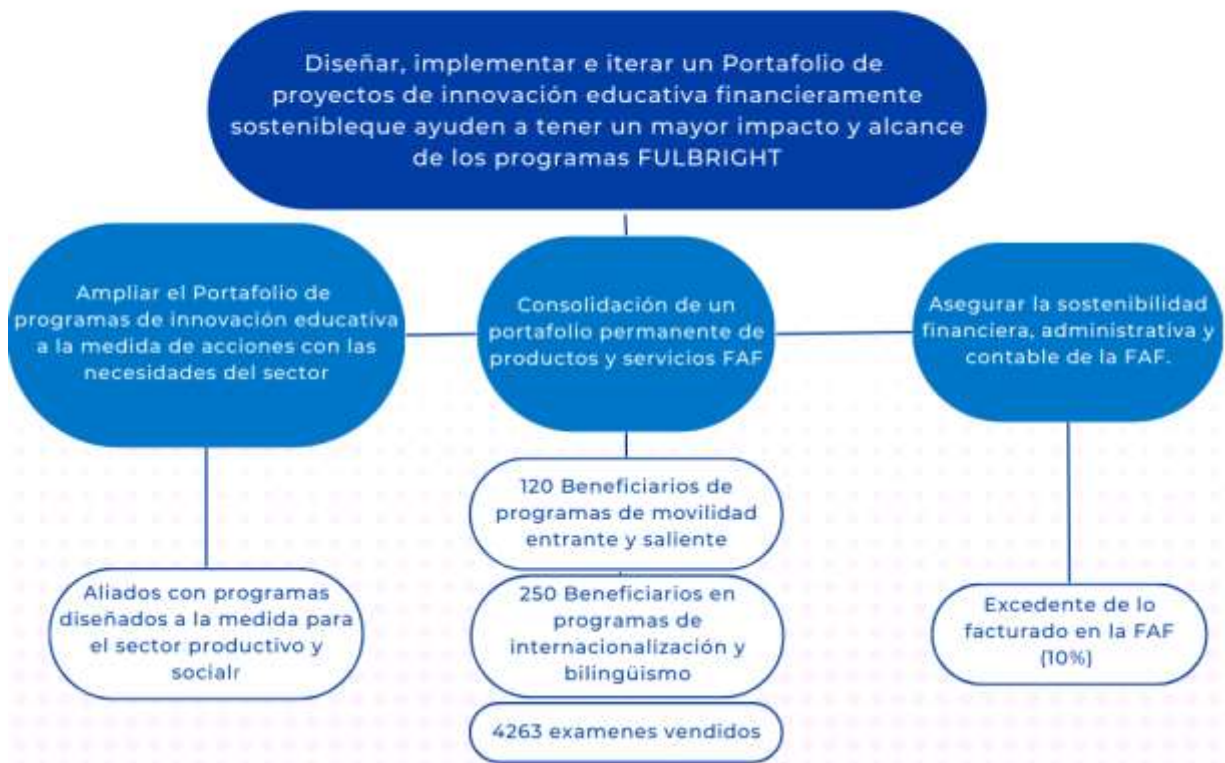 Diseñar, implementar e iterar un Portafolio de
proyectos de innovación educativa financieramente
sostenibleque ayuden a tener un mayor impacto y alcance
de los programas FULBRIGHT
Ampliar el Portafolio de
programas de innovación educativa
a la medida de acciones con las
necesidades del sector
Consolidación de un
portafolio permanente de
productos y servicios FAF
Asegurar la sostenibilidad
financiera, administrativa y
contable de la FAF.
Aliados con programas
diseñados a la medida para
el sector productivo y
socialr
120 Beneficiarios de
programas de movilidad
entrante y saliente
250 Beneficiarios en
programas de
internacionalización y
bilingüismo
4263 examenes vendidos
Excedente de lo
facturado en la FAF
(10%)